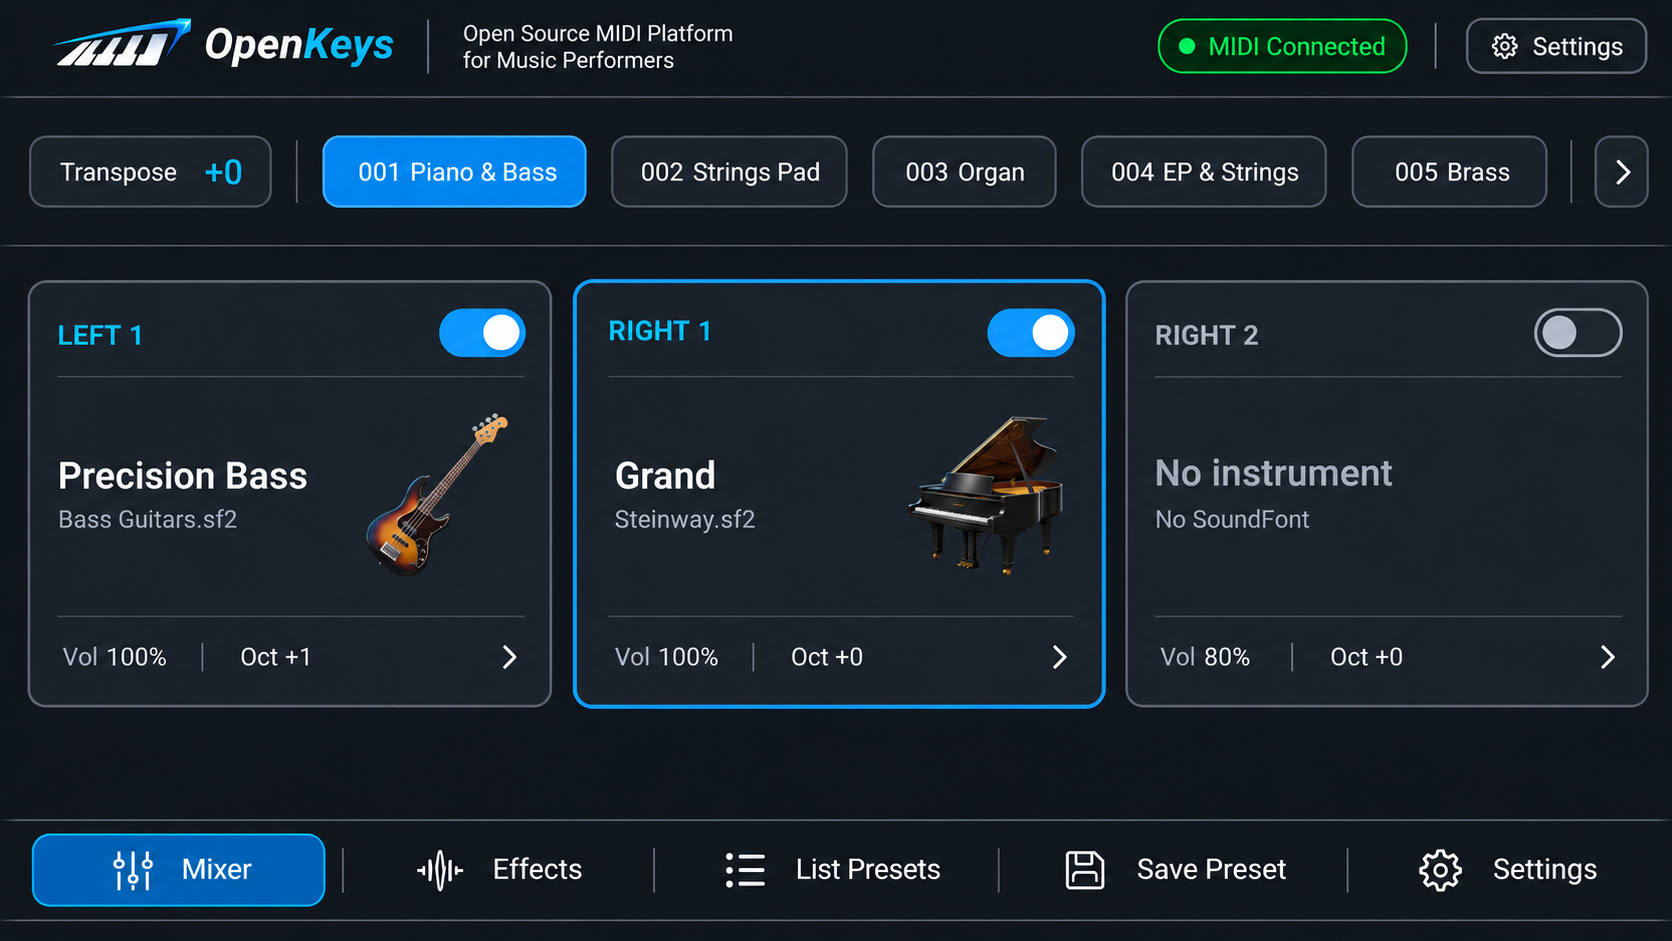 OpenKeys
Open Source MIDI Platform
for Music Performers
MIDI Connected
Settings
Transpose +0
001 Piano & Bass
002 Strings Pad
003 Organ
004 EP & Strings
005 Brass
LEFT 1
Precision Bass
Bass Guitars.sf2
Vol 100%
Oct +1
RIGHT 1
Grand
Steinway.sf2
Vol 100%
Oct +0
RIGHT 2
No instrument
No SoundFont
Vol 80%
Oct +0
Mixer
Effects
List Presets
Save Preset
Settings